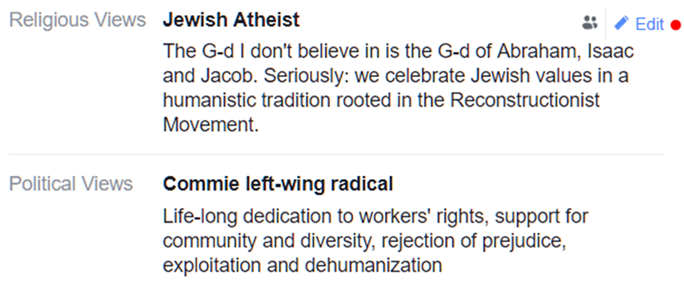 Religious Views Jewish Atheist Edit
The G-d I don't believe in is the G-d of Abraham, Isaac
and Jacob. Seriously: we celebrate Jewish values in a
humanistic tradition rooted in the Reconstructionist
Movement.
Political Views Commie left-wing radical
Life-long dedication to workers' rights, support for
community and diversity, rejection of prejudice,
exploitation and dehumanization